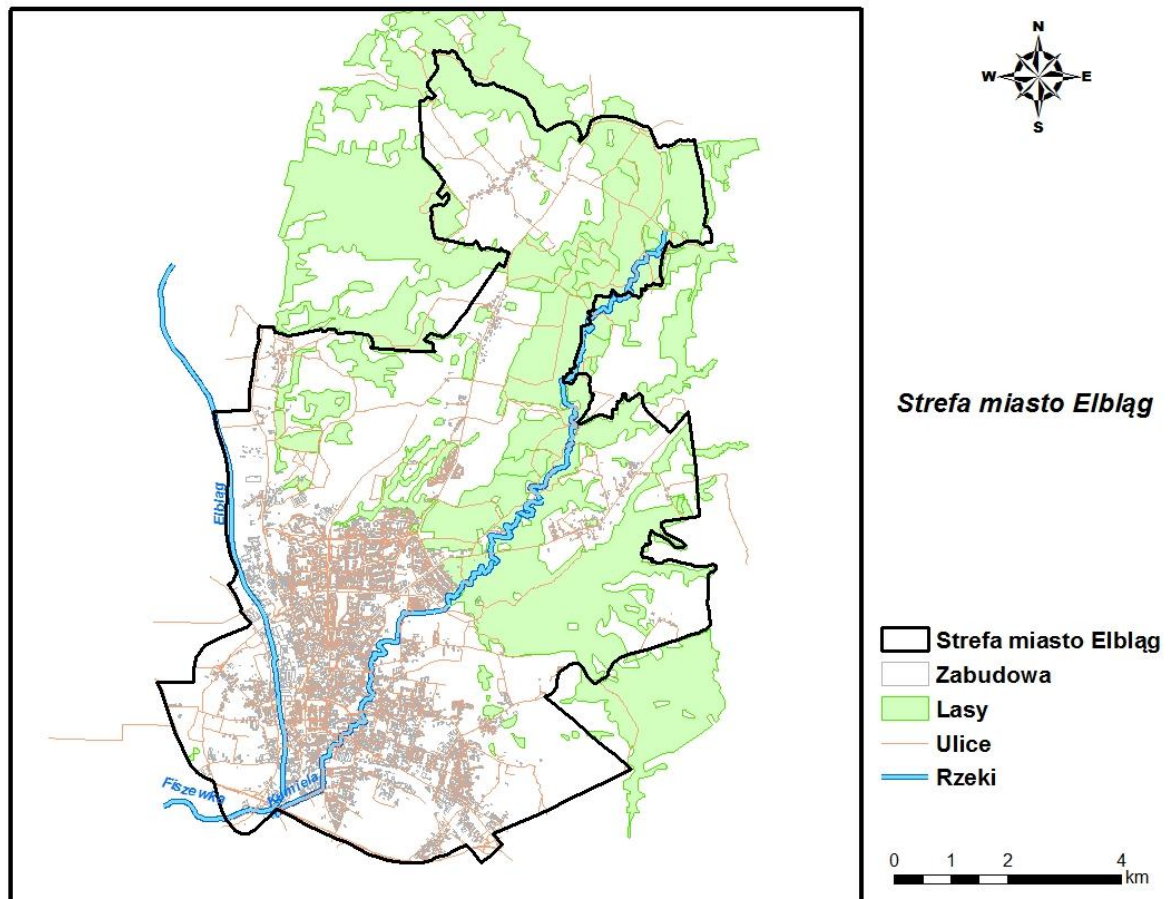 N
W
E
S
Strefa miasto Elbląg
Elbląg
Fiszewka
Kumiela
Strefa miasto Elbląg
Zabudowa
Lasy
Ulice
Rzeki
0 1 2 4
km